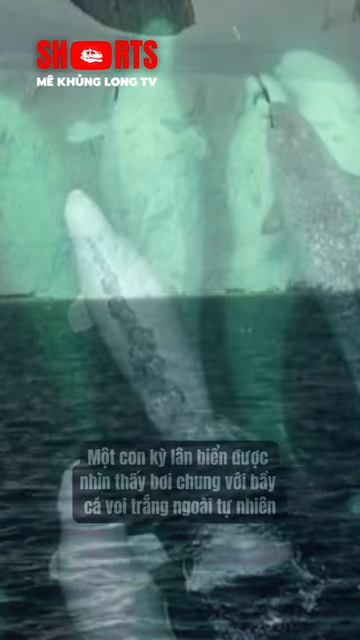 SHORTS
MÊ KHỦNG LONG TV
Một con kỳ lân biển được
nhìn thấy bơi chung với bầy
cá voi trắng ngoài tự nhiên